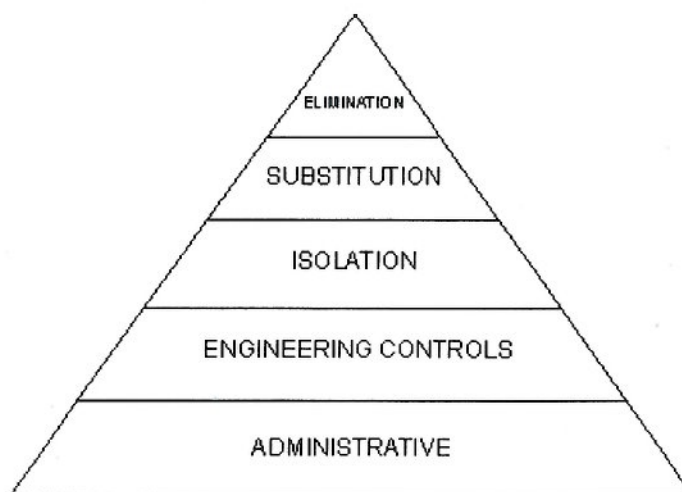 ELIMINATION
SUBSTITUTION
ISOLATION
ENGINEERING CONTROLS
ADMINISTRATIVE